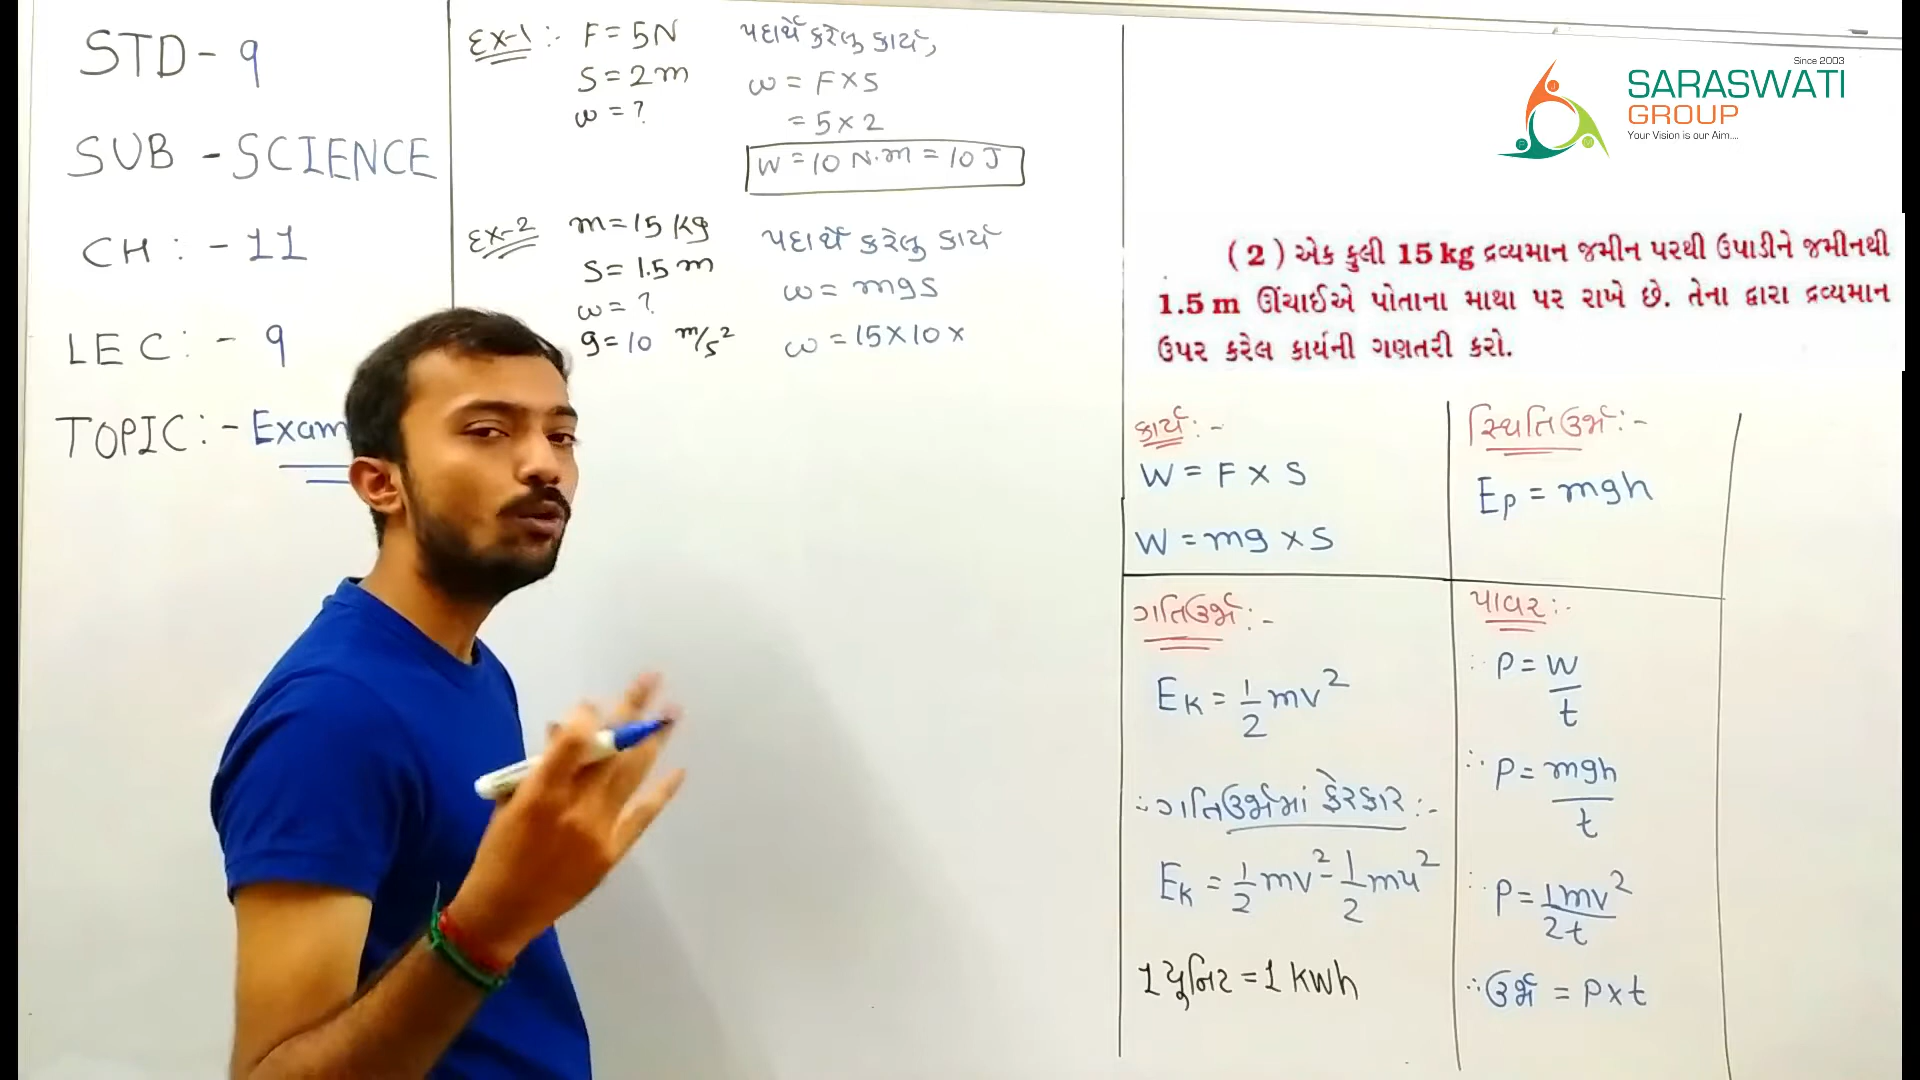 STD - 9
SUB - SCIENCE
CH : - 11
LEC : - 9
TOPIC : - Exam
Ex-1 :- F = 5N
S = 2m
ω = ?
પદાર્થે કરેલુ કાર્ય,
ω = F × S
= 5 × 2
W = 10 N·m = 10 J
Ex-2 m = 15 kg
S = 1.5 m
ω = ?
g = 10 m/s²
પદાર્થે કરેલુ કાર્ય
ω = mgs
ω = 15 × 10 ×
Since 2003
SARASWATI
GROUP
Your Vision is our Aim....
( 2 ) એક કુલી 15 kg દ્રવ્યમાન જમીન પરથી ઉપાડીને જમીનથી
1.5 m ઊંચાઈએ પોતાના માથા પર રાખે છે. તેના દ્વારા દ્રવ્યમાન
ઉપર કરેલ કાર્યની ગણતરી કરો.
કાર્ય :-
W = F × S
W = mg × S
સ્થિતિઉર્જા :-
Ep = mgh
ગતિઉર્જા :-
EK = 1/2 mv²
∴ ગતિઉર્જામાં ફેરફાર :-
EK = 1/2 mv² - 1/2 mu²
1 યૂનિટ = 1 kWh
પાવર :-
∴ P = W/t
∴ P = mgh/t
∴ P = 1mv²/2t
∴ ઉર્જા = P × t